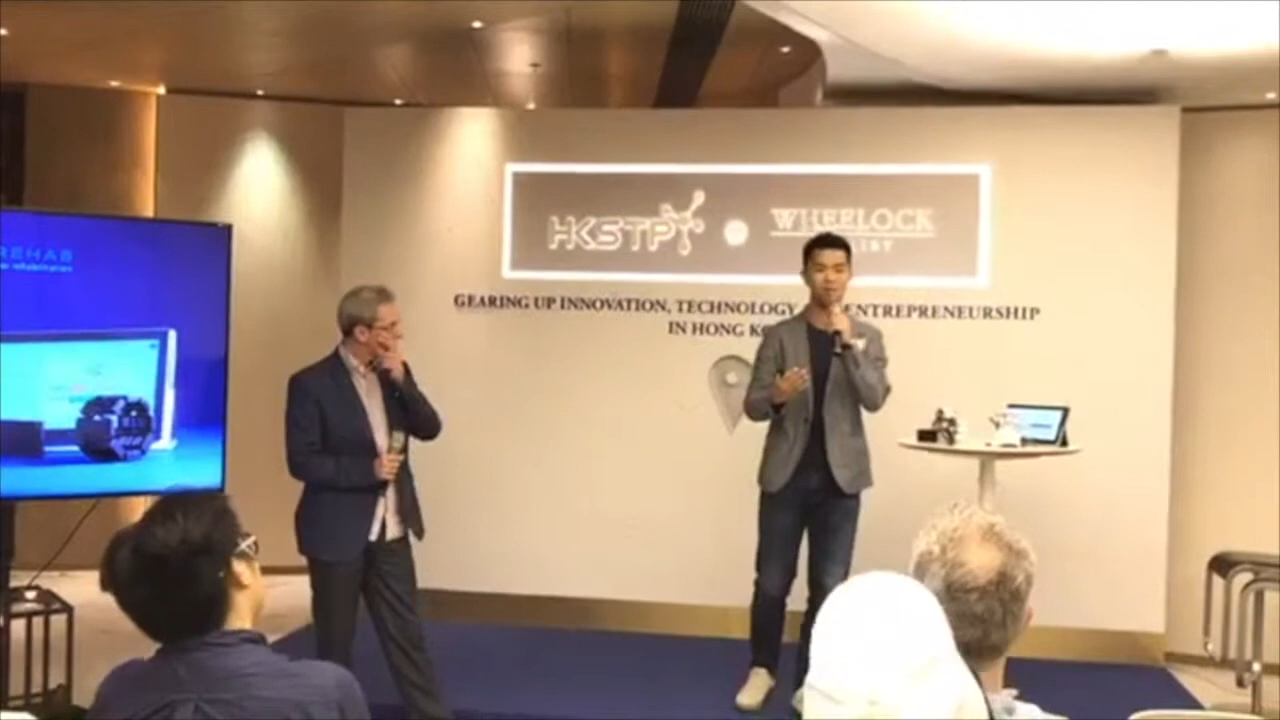 REHAB
HKSTP
WHEELOCK
GEARING UP INNOVATION, TECHNOLOGY ENTREPRENEURSHIP
IN HONG